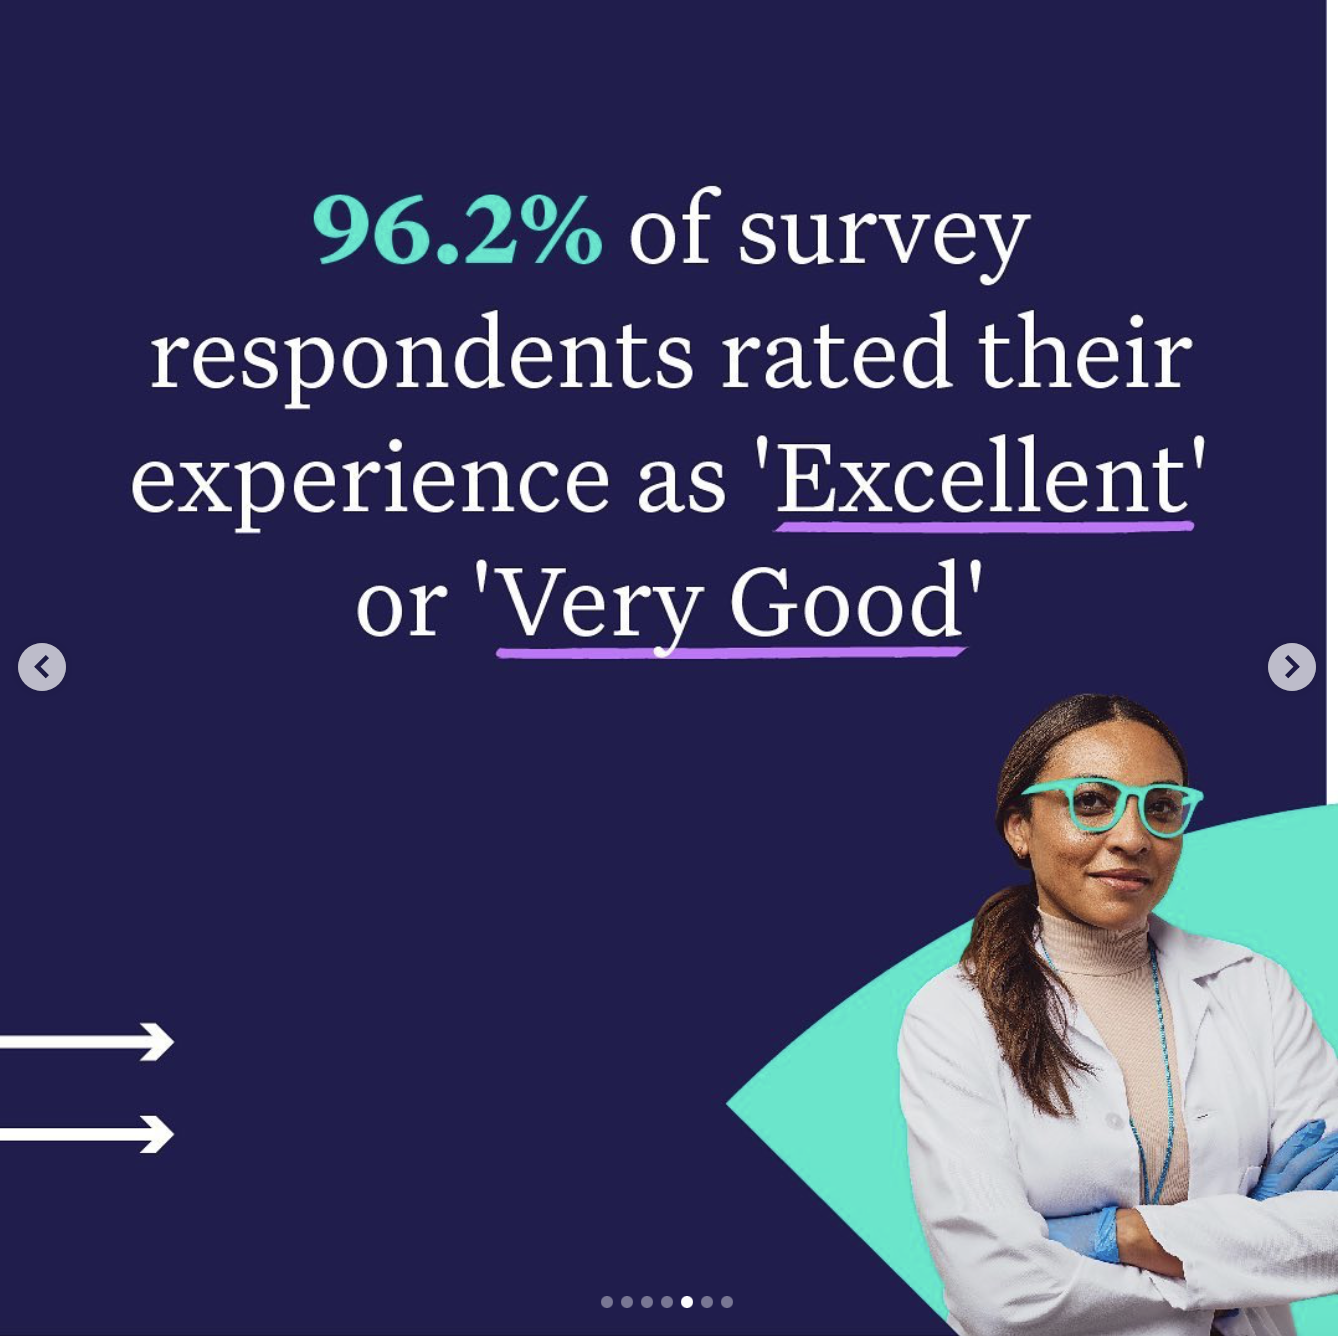 96.2% of survey
respondents rated their
experience as 'Excellent'
or 'Very Good'